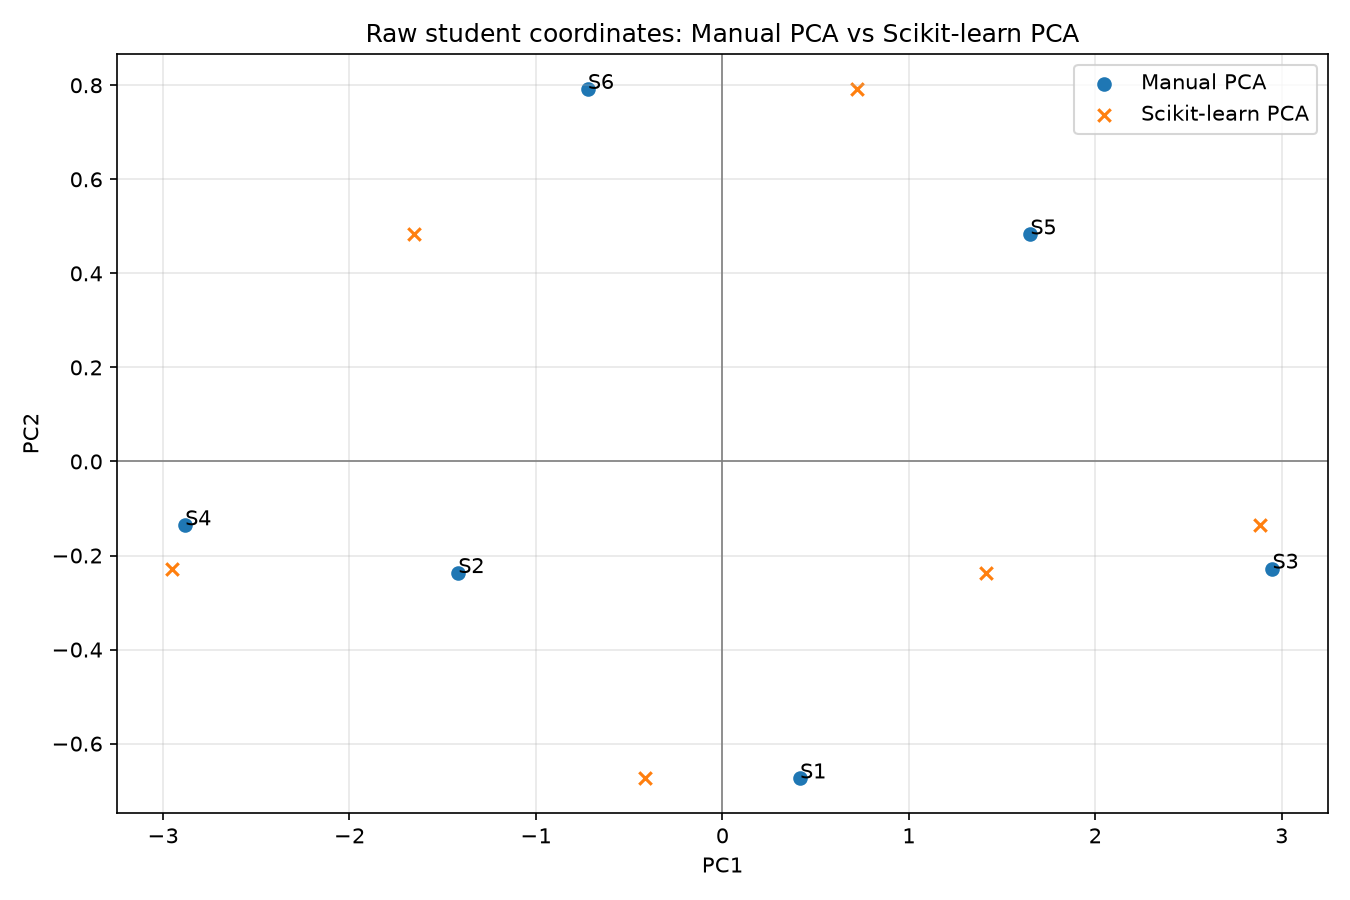 Raw student coordinates: Manual PCA vs Scikit-learn PCA
Manual PCA
Scikit-learn PCA
S6
S5
S4
S2
S3
S1
0.8
0.6
0.4
0.2
0.0
−0.2
−0.4
−0.6
PC2
−3
−2
−1
0
1
2
3
PC1